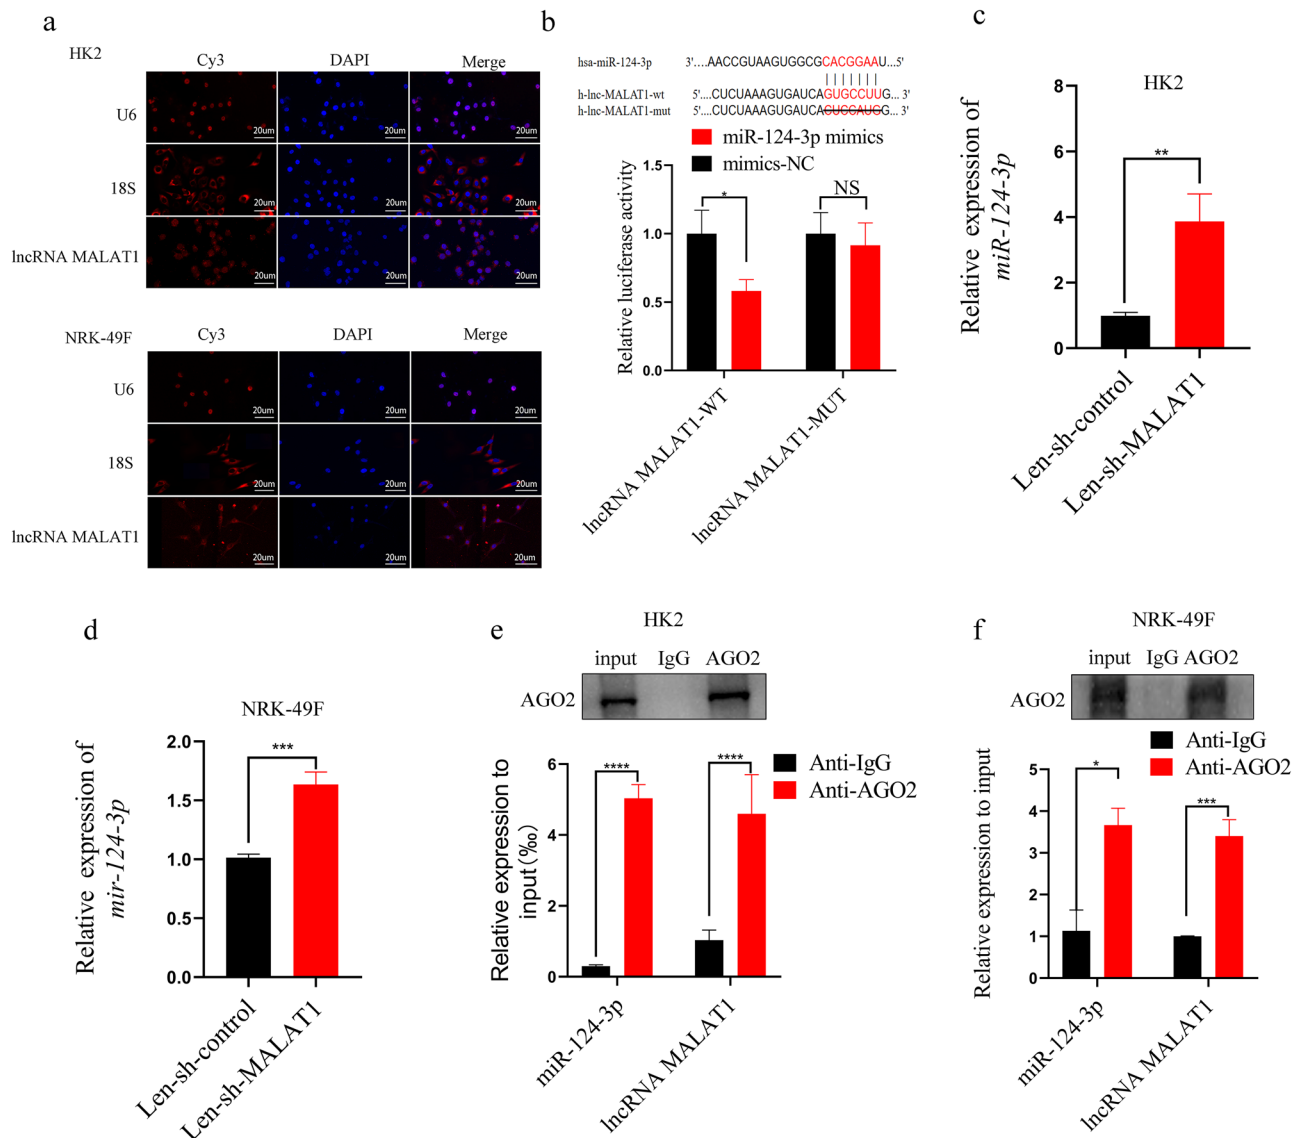 a
HK2
Cy3 DAPI Merge
U6
20um 20um 20um
18S
20um 20um 20um
lncRNA MALAT1
20um 20um 20um
NRK-49F
Cy3 DAPI Merge
U6
20um 20um 20um
18S
20um 20um 20um
lncRNA MALAT1
20um 20um 20um
b
hsa-miR-124-3p 3'....AACCGUAAGUGGCGCACGGAAU...5'
h-lnc-MALAT1-wt 5'....CUCUAAAGUGAUCAGUGCCUUG... 3'
h-lnc-MALAT1-mut 5'....CUCUAAAGUGAUCA
miR-124-3p mimics
mimics-NC
Relative luciferase activity
1.5
1.0
0.5
0.0
*
NS
lncRNA MALAT1-WT
lncRNA MALAT1-MUT
c
HK2
Relative expression of
miR-124-3p
8
6
4
2
0
**
Len-sh-control
Len-sh-MALAT1
d
NRK-49F
Relative expression of
mir-124-3p
2.0
1.5
1.0
0.5
0.0
***
Len-sh-control
Len-sh-MALAT1
e
HK2
input IgG AGO2
AGO2
Anti-IgG
Anti-AGO2
Relative expression to
input(‰)
6
4
2
0
****
****
miR-124-3p
lncRNA MALAT1
f
NRK-49F
input IgG AGO2
AGO2
Anti-IgG
Anti-AGO2
Relative expression to input
5
4
3
2
1
0
*
***
miR-124-3p
lncRNA MALAT1